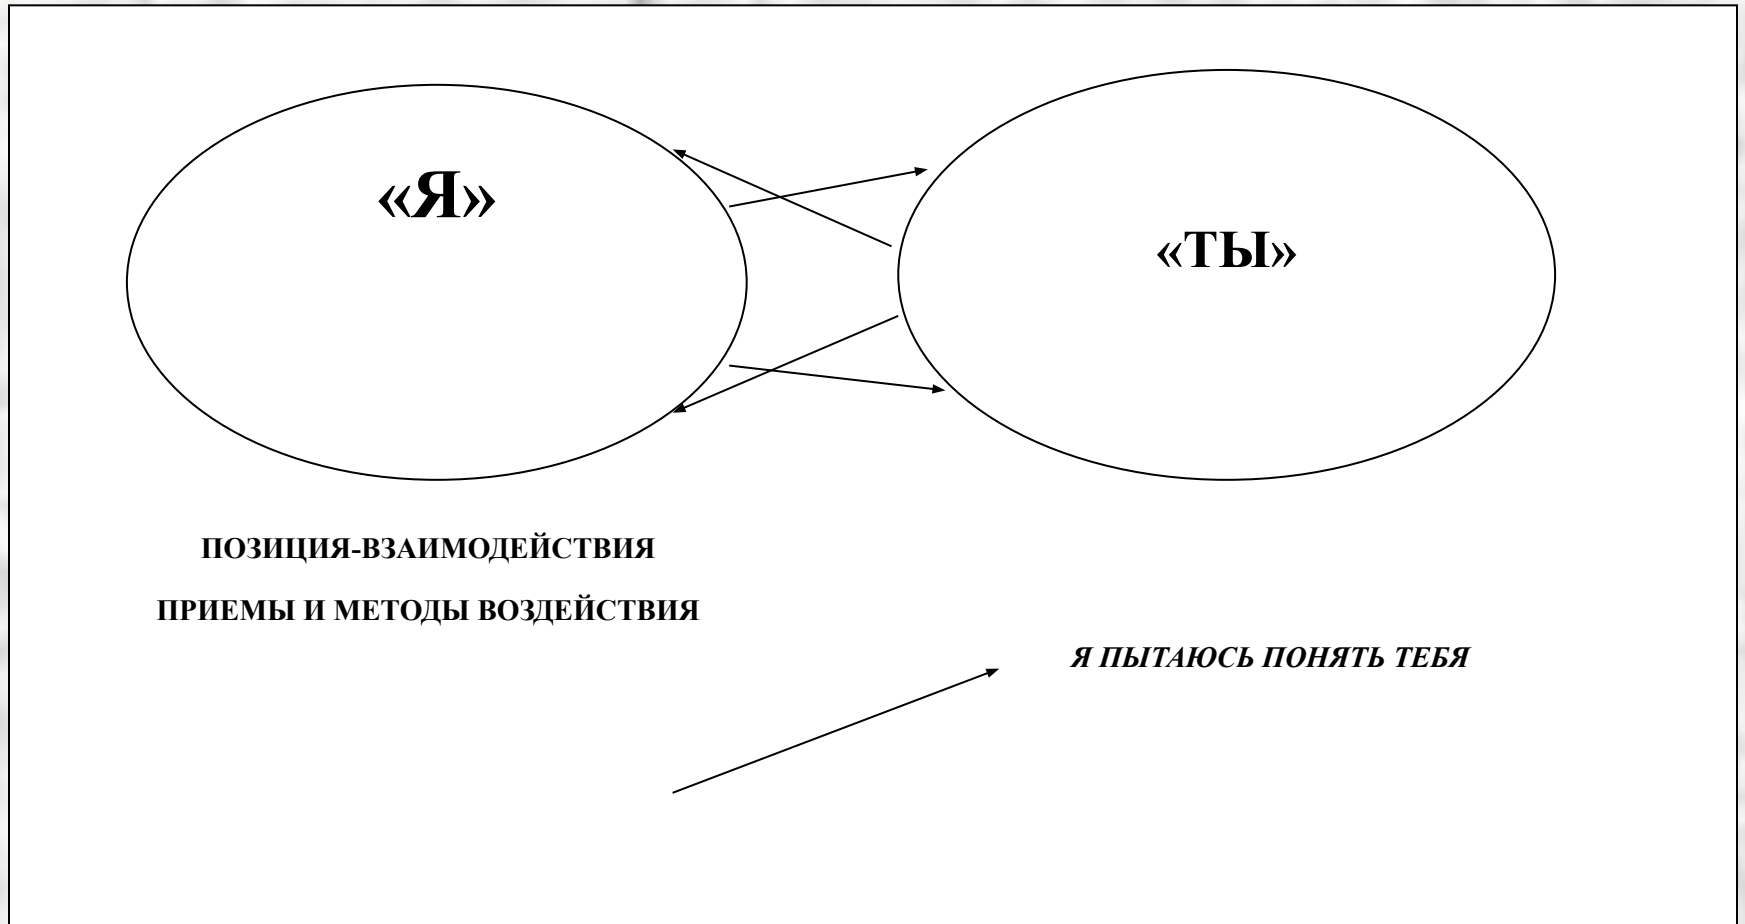 «Я»
«ТЫ»
ПОЗИЦИЯ-ВЗАИМОДЕЙСТВИЯ
ПРИЕМЫ И МЕТОДЫ ВОЗДЕЙСТВИЯ
Я ПЫТАЮСЬ ПОНЯТЬ ТЕБЯ